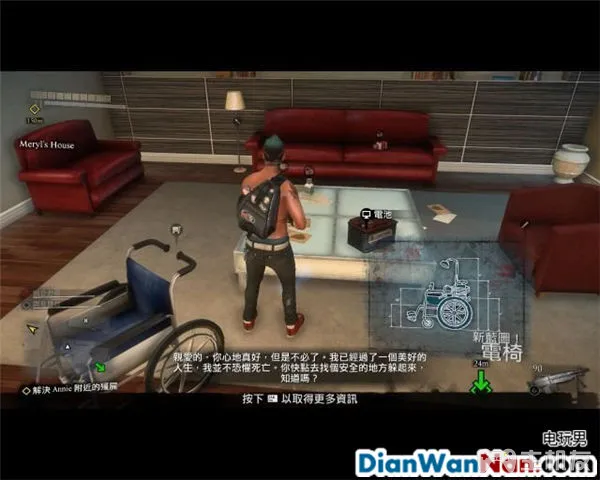 130m
Meryl's House
電池
新藍圖！
電椅
24m
90
親愛的。你心地真好，但是不必了。我已經過了一個美好的
人生，我並不恐懼死亡。你快點去找個安全的地方躲起來，
知道嗎？
解決 Annie 附近的殭屍
按下 以取得更多資訊
电玩男
DianWanNan.com